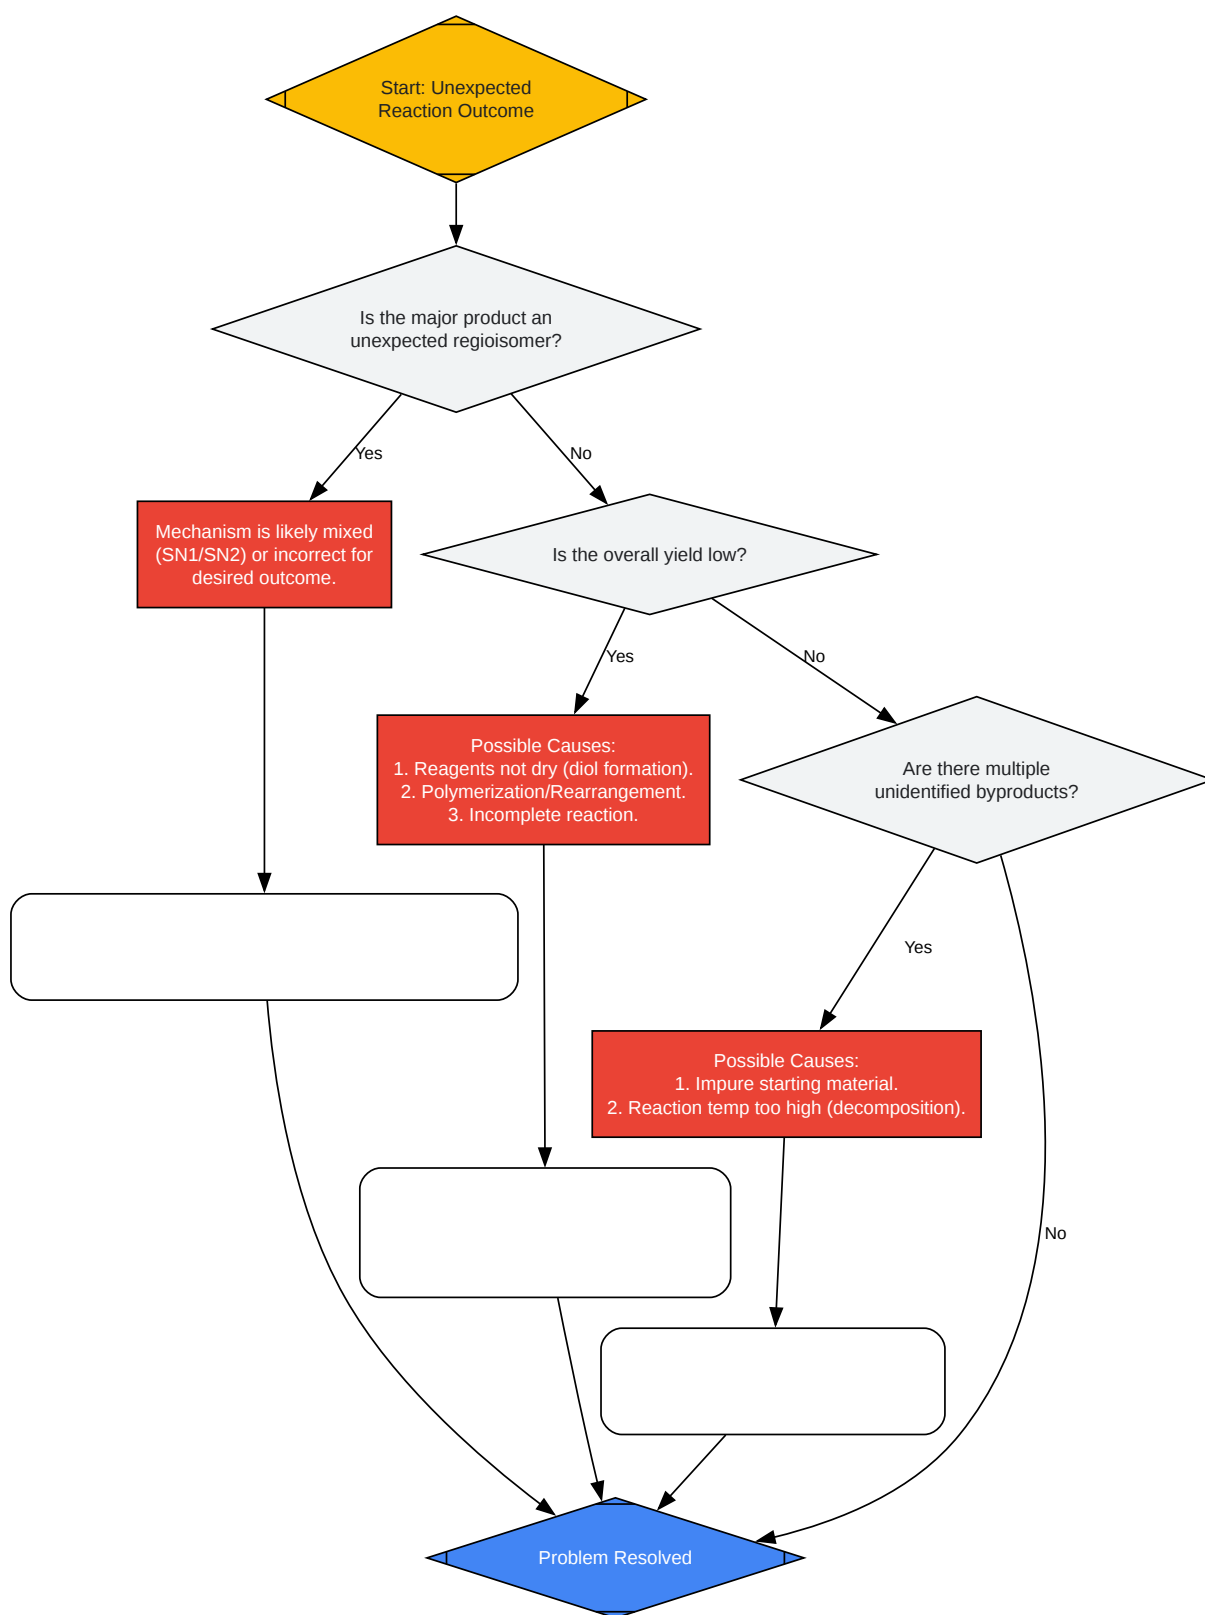 Start: Unexpected
Reaction Outcome
Is the major product an
unexpected regioisomer?
Yes
No
Mechanism is likely mixed
(SN1/SN2) or incorrect for
desired outcome.
Is the overall yield low?
Yes
No
Possible Causes:
1. Reagents not dry (diol formation).
2. Polymerization/Rearrangement.
3. Incomplete reaction.
Are there multiple
unidentified byproducts?
Yes
No
Possible Causes:
1. Impure starting material.
2. Reaction temp too high (decomposition).
Problem Resolved